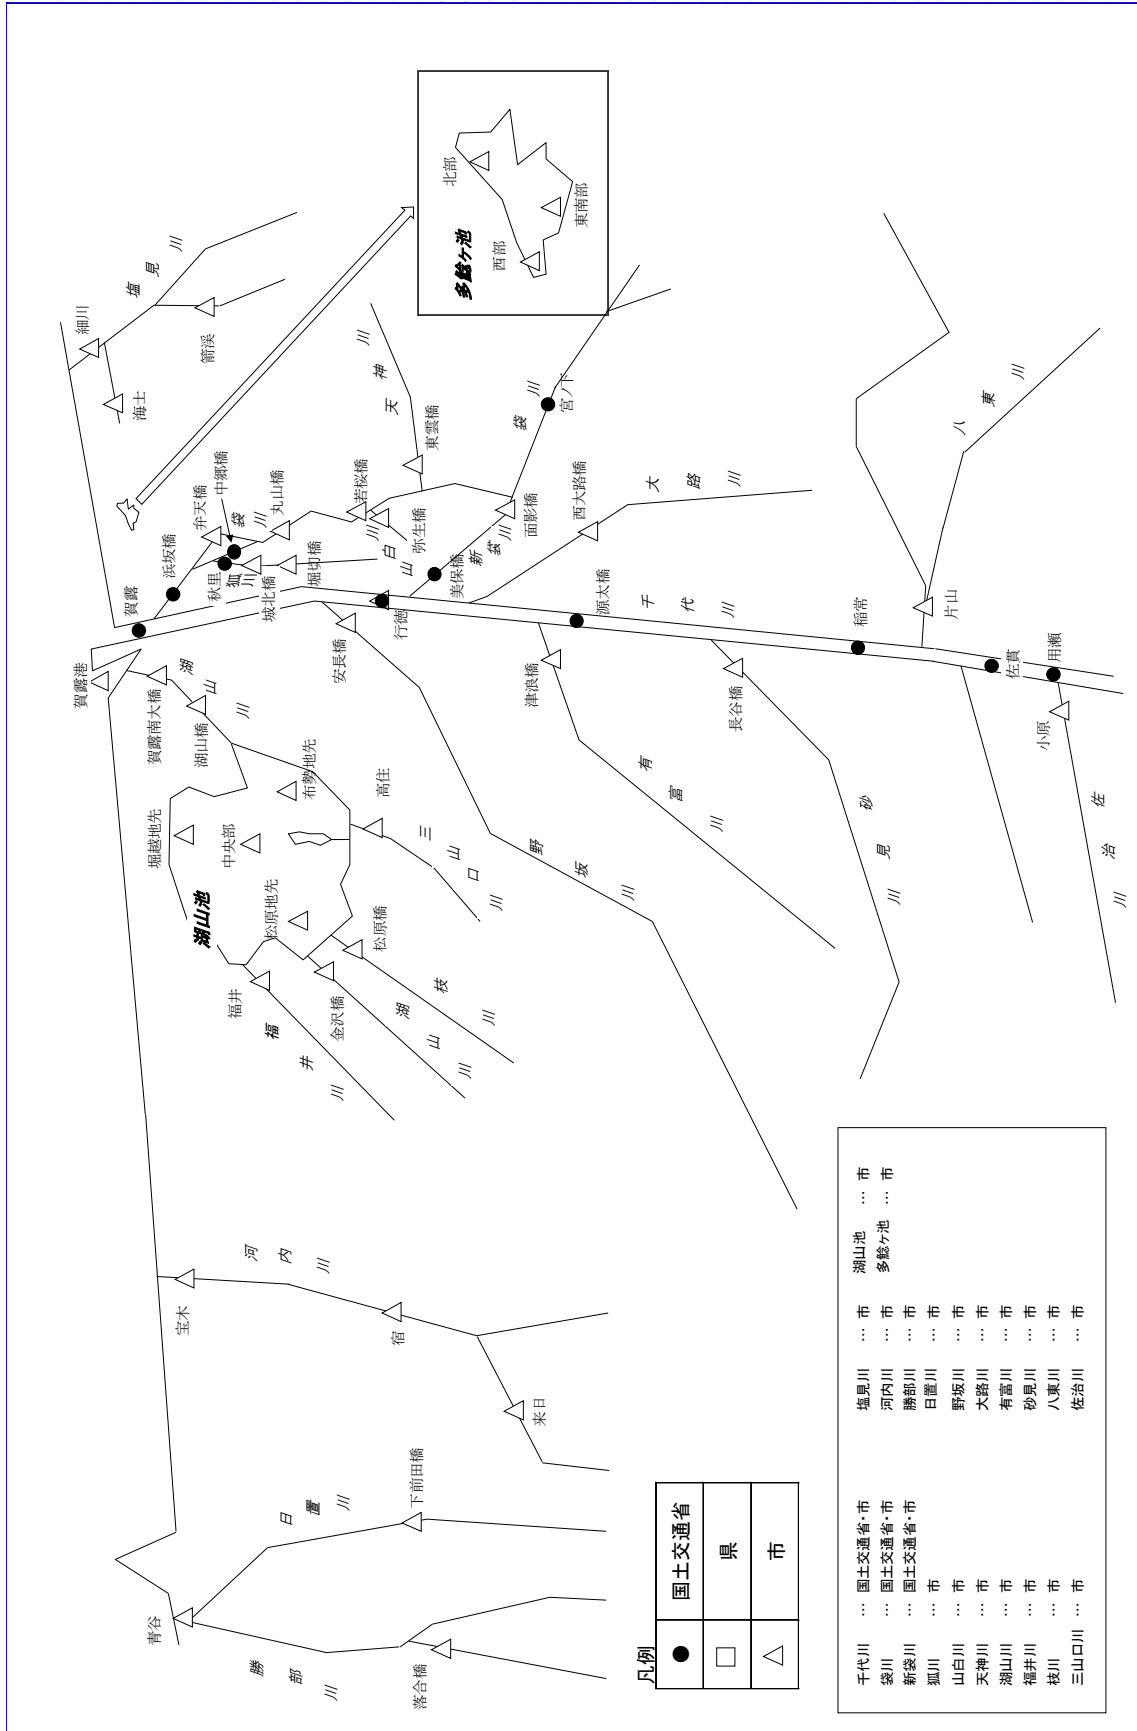 北部
西部
東南部
多鯰ヶ池
細川
塩見川
箭渓
海士
天神川
東雲橋
袋川
宮ノ下
弁天橋
中郷橋
丸山橋
袋川
若桜橋
弥生橋
面影橋
西大路橋
大路川
浜坂橋
秋里
狐川
城北橋
堀切橋
山白川
新袋川
美保橋
賀露
行徳
源太橋
千代川
稲常
片山
八東川
佐貫
用瀬
小原
佐治川
賀露港
賀露南大橋
湖山川
湖山橋
安長橋
津浪橋
長谷橋
有富川
砂見川
野坂川
堀越地先
中央部
布勢地先
高住
三山口川
湖山池
松原地先
松原橋
福井
金沢橋
枝川
湖山川
福井川
宝木
河内川
宿
来日
青谷
日置川
下前田橋
勝部川
落合橋
凡例
● 国土交通省
□ 県
△ 市
千代川 … 国土交通省・市
袋川 … 国土交通省・市
新袋川 … 国土交通省・市
狐川 … 市
山白川 … 市
天神川 … 市
湖山川 … 市
福井川 … 市
枝川 … 市
三山口川 … 市
塩見川 … 市
河内川 … 市
勝部川 … 市
日置川 … 市
野坂川 … 市
大路川 … 市
有富川 … 市
砂見川 … 市
八東川 … 市
佐治川 … 市
湖山池 … 市
多鯰ヶ池 … 市